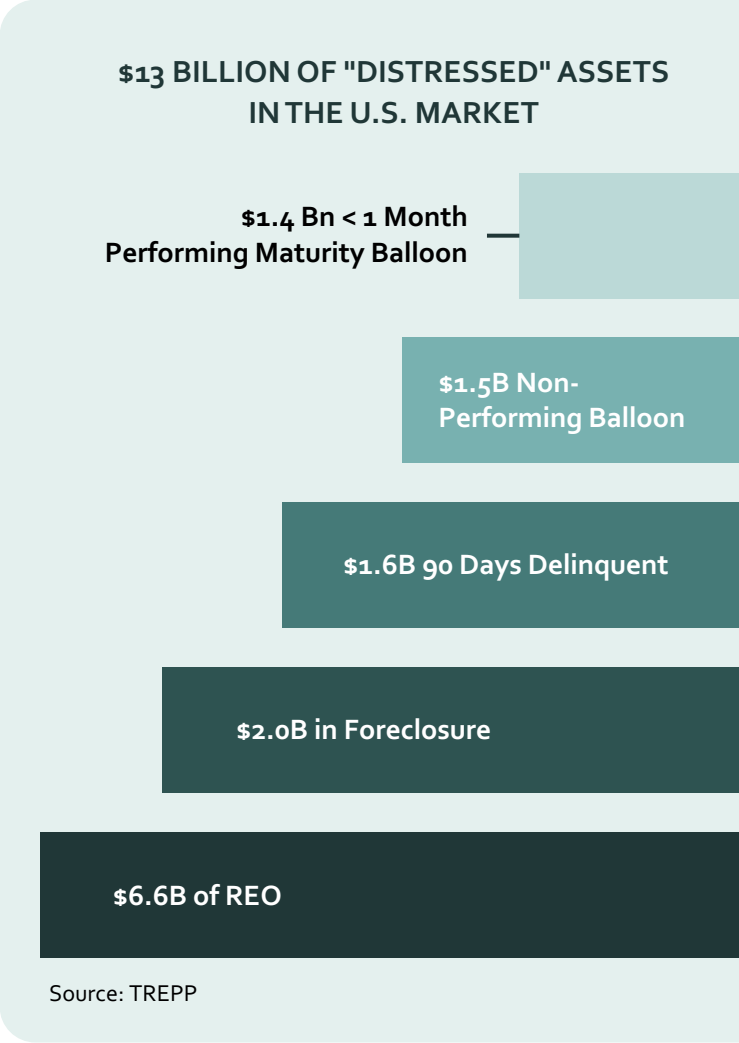 $13 BILLION OF "DISTRESSED" ASSETS
IN THE U.S. MARKET
$1.4 Bn < 1 Month
Performing Maturity Balloon
$1.5B Non-
Performing Balloon
$1.6B 90 Days Delinquent
$2.0B in Foreclosure
$6.6B of REO
Source: TREPP